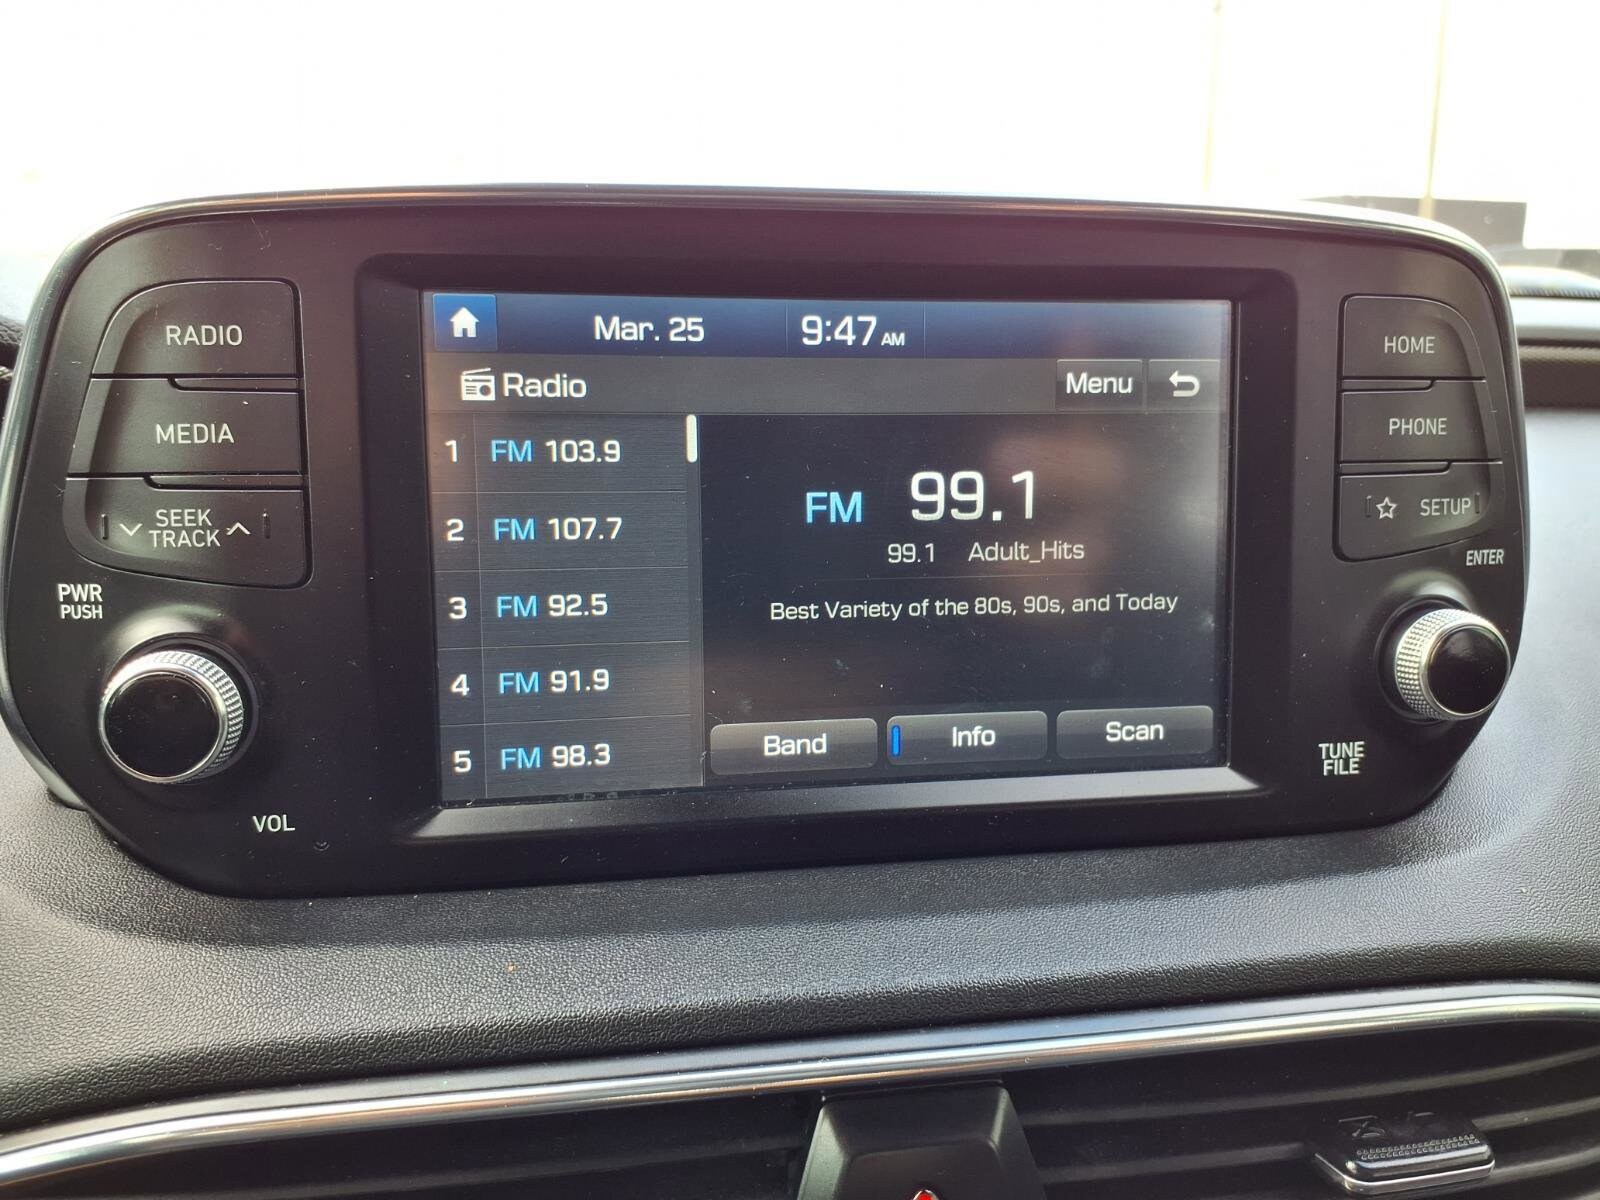 RADIO
MEDIA
SEEK
TRACK
PWR
PUSH
VOL
Mar. 25 9:47 AM
Radio
Menu
1 FM 103.9
2 FM 107.7
3 FM 92.5
4 FM 91.9
5 FM 98.3
FM 99.1
99.1 Adult_Hits
Best Variety of the 80s, 90s, and Today
Band Info Scan
HOME
PHONE
SETUP
ENTER
TUNE
FILE